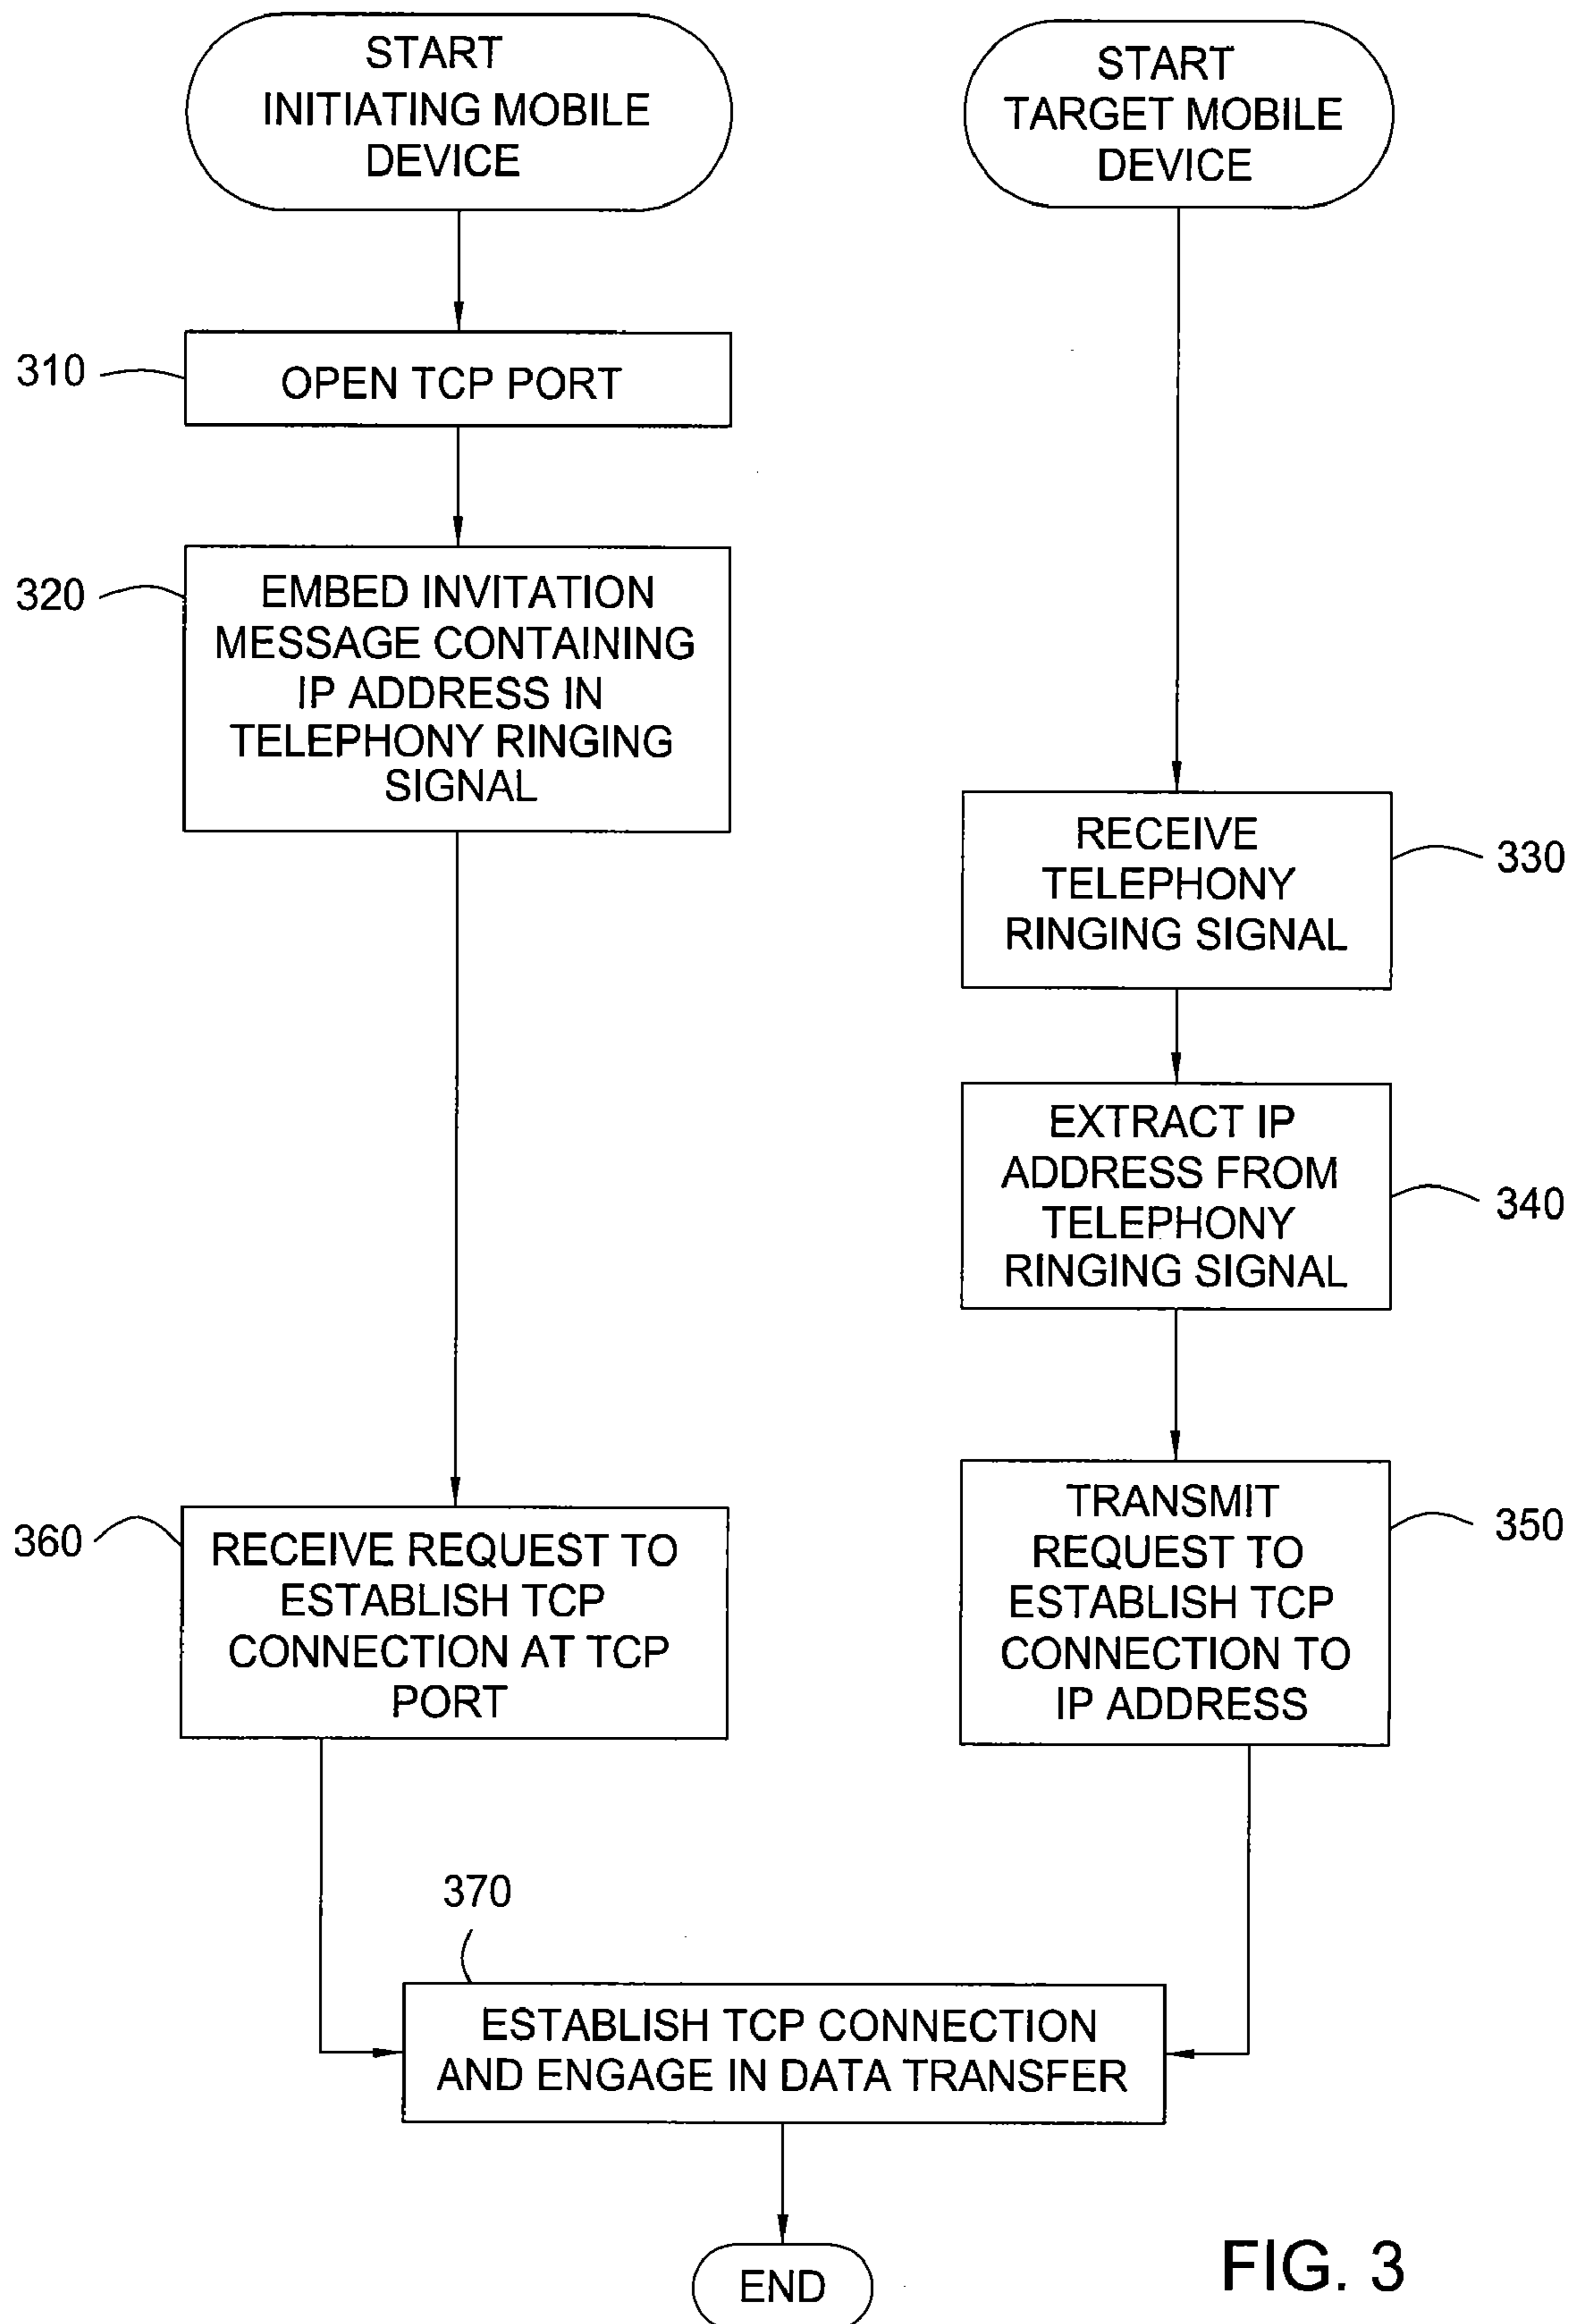 START
INITIATING MOBILE
DEVICE
START
TARGET MOBILE
DEVICE
310
OPEN TCP PORT
320
EMBED INVITATION
MESSAGE CONTAINING
IP ADDRESS IN
TELEPHONY RINGING
SIGNAL
RECEIVE
TELEPHONY
RINGING SIGNAL
330
EXTRACT IP
ADDRESS FROM
TELEPHONY
RINGING SIGNAL
340
360
RECEIVE REQUEST TO
ESTABLISH TCP
CONNECTION AT TCP
PORT
TRANSMIT
REQUEST TO
ESTABLISH TCP
CONNECTION TO
IP ADDRESS
350
370
ESTABLISH TCP CONNECTION
AND ENGAGE IN DATA TRANSFER
END
FIG. 3